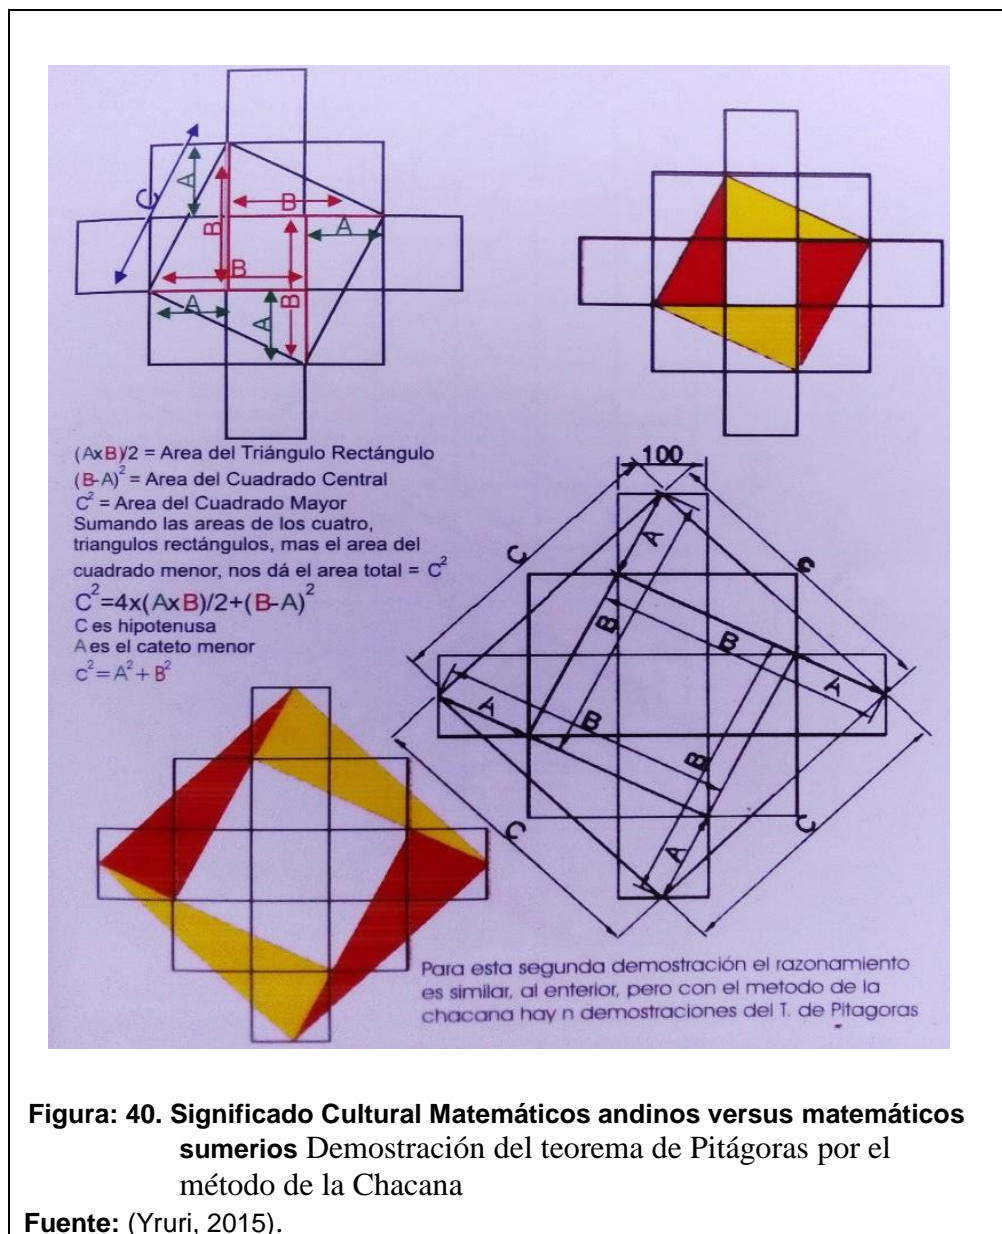 C
A
B
B
A
B
A
B
A
(AxB)/2 = Area del Triángulo Rectángulo
(B-A)² = Area del Cuadrado Central
C² = Area del Cuadrado Mayor
Sumando las areas de los cuatro,
triangulos rectángulos, mas el area del
cuadrado menor, nos dá el area total = C²
C²=4x(AxB)/2+(B-A)²
C es hipotenusa
A es el cateto menor
c²=A²+B²
100
C
A
C
B
B
A
A
B
B
A
C
C
Para esta segunda demostración el razonamiento
es similar, al enterior, pero con el metodo de la
chacana hay n demostraciones del T. de Pitagoras
Figura: 40. Significado Cultural Matemáticos andinos versus matemáticos
sumerios Demostración del teorema de Pitágoras por el
método de la Chacana
Fuente: (Yruri, 2015).